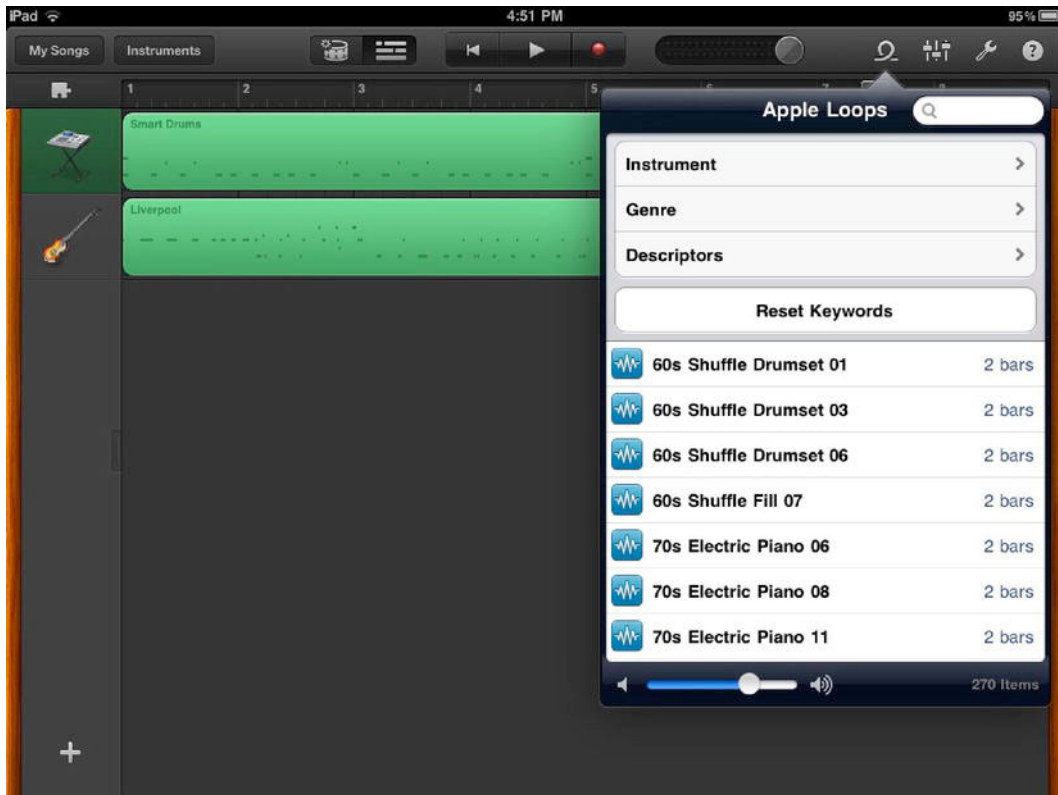 iPad 4:51 PM 95%
My Songs Instruments
1 2 3 4 5 6 7 8
Apple Loops
Smart Drums
Instrument
Genre
Liverpool
Descriptors
Reset Keywords
60s Shuffle Drumset 01 2 bars
60s Shuffle Drumset 03 2 bars
60s Shuffle Drumset 06 2 bars
60s Shuffle Fill 07 2 bars
70s Electric Piano 06 2 bars
70s Electric Piano 08 2 bars
70s Electric Piano 11 2 bars
270 Items